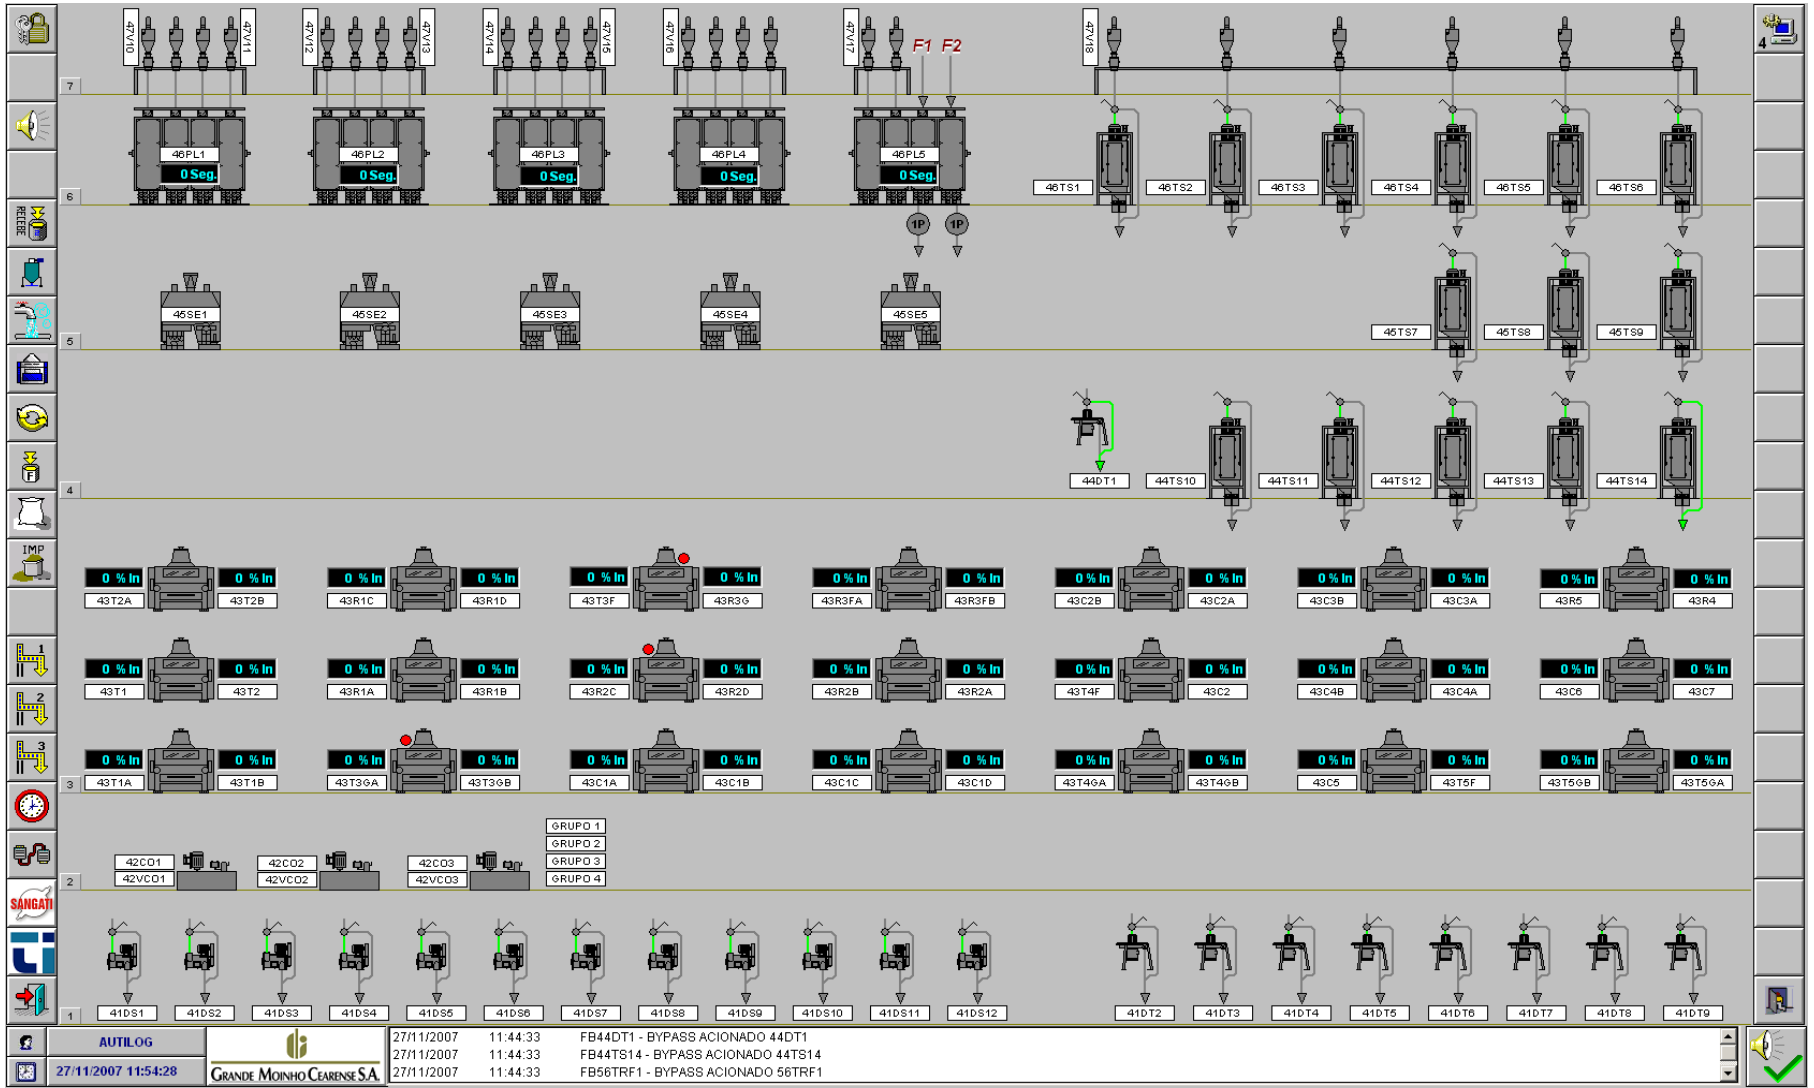 47V10 47V11 47V12 47V13 47V14 47V15 47V16 47V17 F1 F2 47V18
4
7
46PL1 46PL2 46PL3 46PL4 46PL5
0 Seg. 0 Seg. 0 Seg. 0 Seg. 0 Seg.
46TS1 46TS2 46TS3 46TS4 46TS5 46TS6
6
RECEBE
1P 1P
45SE1 45SE2 45SE3 45SE4 45SE5
45TS7 45TS8 45TS9
5
F
44DT1 44TS10 44TS11 44TS12 44TS13 44TS14
4
IMP
0 % In 0 % In 0 % In 0 % In 0 % In 0 % In 0 % In 0 % In 0 % In 0 % In 0 % In 0 % In 0 % In 0 % In
43T2A 43T2B 43R1C 43R1D 43T3F 43R3G 43R3FA 43R3FB 43C2B 43C2A 43C3B 43C3A 43R5 43R4
1
0 % In 0 % In 0 % In 0 % In 0 % In 0 % In 0 % In 0 % In 0 % In 0 % In 0 % In 0 % In 0 % In 0 % In
43T1 43T2 43R1A 43R1B 43R2C 43R2D 43R2B 43R2A 43T4F 43C2 43C4B 43C4A 43C6 43C7
2
3
0 % In 0 % In 0 % In 0 % In 0 % In 0 % In 0 % In 0 % In 0 % In 0 % In 0 % In 0 % In 0 % In 0 % In
43T1A 43T1B 43T3GA 43T3GB 43C1A 43C1B 43C1C 43C1D 43T4GA 43T4GB 43C5 43T5F 43T5GB 43T5GA
3
GRUPO 1
GRUPO 2
42CO1 42CO2 42CO3 GRUPO 3
42VCO1 42VCO2 42VCO3 GRUPO 4
2
SANGATI
41DS1 41DS2 41DS3 41DS4 41DS5 41DS6 41DS7 41DS8 41DS9 41DS10 41DS11 41DS12 41DT2 41DT3 41DT4 41DT5 41DT6 41DT7 41DT8 41DT9
1
AUTILOG
27/11/2007 11:54:28
GRANDE MOINHO CEARENSE S.A.
27/11/2007 11:44:33 FB44DT1 - BYPASS ACIONADO 44DT1
27/11/2007 11:44:33 FB44TS14 - BYPASS ACIONADO 44TS14
27/11/2007 11:44:33 FB56TRF1 - BYPASS ACIONADO 56TRF1